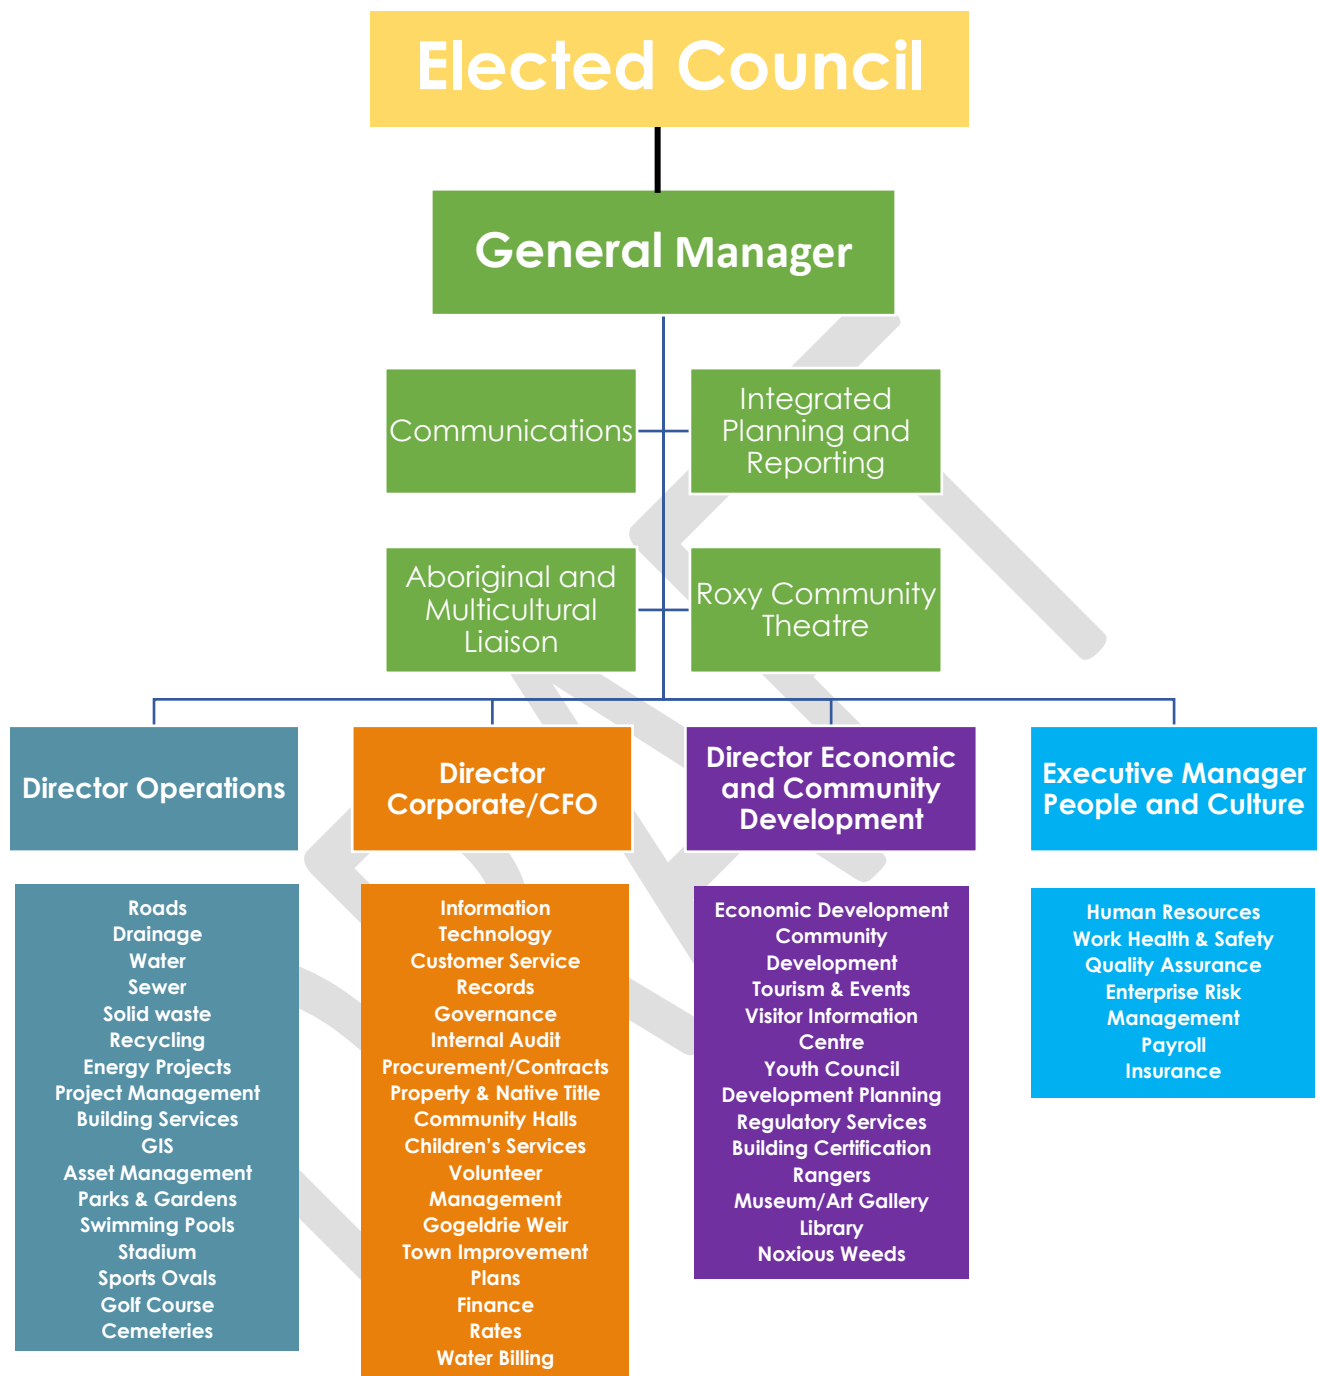 Elected Council
General Manager
Communications
Integrated
Planning and
Reporting
Aboriginal and
Multicultural
Liaison
Roxy Community
Theatre
Director Operations
Director
Corporate/CFO
Director Economic
and Community
Development
Executive Manager
People and Culture
Roads
Drainage
Water
Sewer
Solid waste
Recycling
Energy Projects
Project Management
Building Services
GIS
Asset Management
Parks & Gardens
Swimming Pools
Stadium
Sports Ovals
Golf Course
Cemeteries
Information
Technology
Customer Service
Records
Governance
Internal Audit
Procurement/Contracts
Property & Native Title
Community Halls
Children's Services
Volunteer
Management
Gogeldrie Weir
Town Improvement
Plans
Finance
Rates
Water Billing
Economic Development
Community
Development
Tourism & Events
Visitor Information
Centre
Youth Council
Development Planning
Regulatory Services
Building Certification
Rangers
Museum/Art Gallery
Library
Noxious Weeds
Human Resources
Work Health & Safety
Quality Assurance
Enterprise Risk
Management
Payroll
Insurance
DRAFT